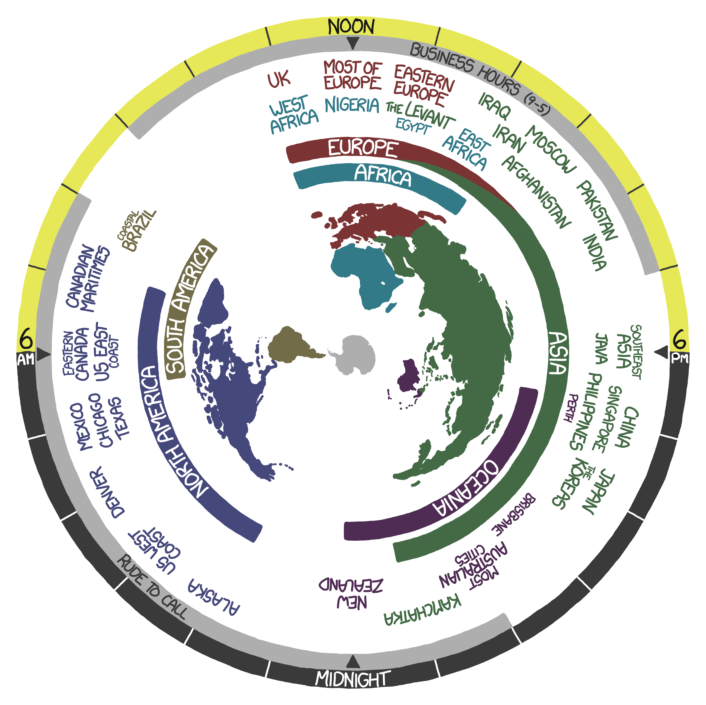 NOON
BUSINESS HOURS (9-5)
UK
MOST OF
EUROPE
EASTERN
EUROPE
WEST
AFRICA
NIGERIA
THE LEVANT
EGYPT
EAST
AFRICA
IRAQ
IRAN
MOSCOW
AFGHANISTAN
PAKISTAN
INDIA
EUROPE
AFRICA
COASTAL
BRAZIL
CANADIAN
MARITIMES
SOUTH AMERICA
NORTH AMERICA
ASIA
OCEANIA
6
AM
6
PM
EASTERN
CANADA
US EAST
COAST
SOUTHEAST
ASIA
JAVA
MEXICO
CHICAGO
TEXAS
CHINA
SINGAPORE
PHILIPPINES
PERTH
DENVER
JAPAN
THE
KOREAS
US WEST
COAST
BRISBANE
MOST
AUSTRALIAN
CITIES
ALASKA
NEW
ZEALAND
KAMCHATKA
RUDE TO CALL
MIDNIGHT